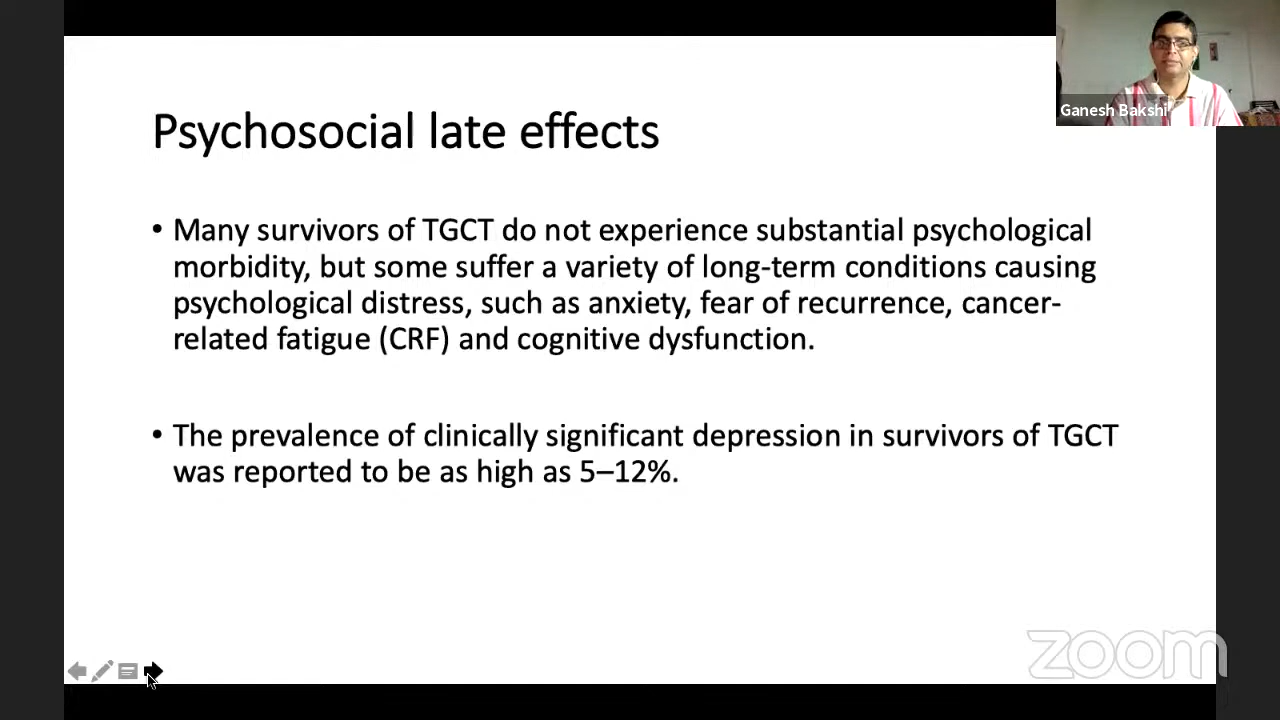 Ganesh Bakshi
Psychosocial late effects
• Many survivors of TGCT do not experience substantial psychological
morbidity, but some suffer a variety of long-term conditions causing
psychological distress, such as anxiety, fear of recurrence, cancer-
related fatigue (CRF) and cognitive dysfunction.
• The prevalence of clinically significant depression in survivors of TGCT
was reported to be as high as 5–12%.
zoom